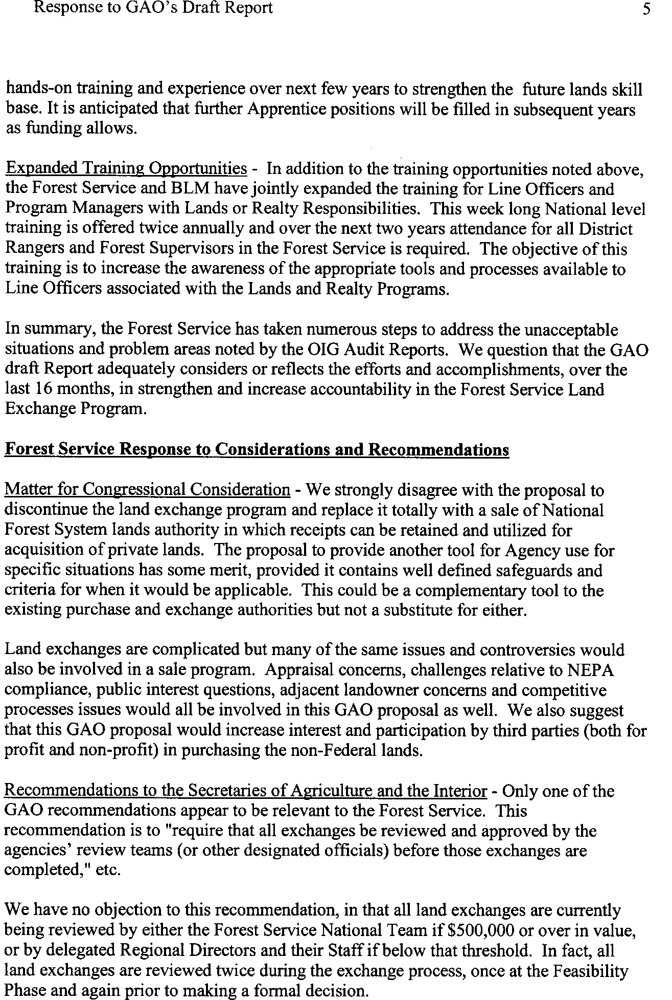 Response to GAO's Draft Report 5
hands-on training and experience over next few years to strengthen the future lands skill
base. It is anticipated that further Apprentice positions will be filled in subsequent years
as funding allows.
Expanded Training Opportunities - In addition to the training opportunities noted above,
the Forest Service and BLM have jointly expanded the training for Line Officers and
Program Managers with Lands or Realty Responsibilities. This week long National level
training is offered twice annually and over the next two years attendance for all District
Rangers and Forest Supervisors in the Forest Service is required. The objective of this
training is to increase the awareness of the appropriate tools and processes available to
Line Officers associated with the Lands and Realty Programs.
In summary, the Forest Service has taken numerous steps to address the unacceptable
situations and problem areas noted by the OIG Audit Reports. We question that the GAO
draft Report adequately considers or reflects the efforts and accomplishments, over the
last 16 months, in strengthen and increase accountability in the Forest Service Land
Exchange Program.
Forest Service Response to Considerations and Recommendations
Matter for Congressional Consideration - We strongly disagree with the proposal to
discontinue the land exchange program and replace it totally with a sale of National
Forest System lands authority in which receipts can be retained and utilized for
acquisition of private lands. The proposal to provide another tool for Agency use for
specific situations has some merit, provided it contains well defined safeguards and
criteria for when it would be applicable. This could be a complementary tool to the
existing purchase and exchange authorities but not a substitute for either.
Land exchanges are complicated but many of the same issues and controversies would
also be involved in a sale program. Appraisal concerns, challenges relative to NEPA
compliance, public interest questions, adjacent landowner concerns and competitive
processes issues would all be involved in this GAO proposal as well. We also suggest
that this GAO proposal would increase interest and participation by third parties (both for
profit and non-profit) in purchasing the non-Federal lands.
Recommendations to the Secretaries of Agriculture and the Interior - Only one of the
GAO recommendations appear to be relevant to the Forest Service. This
recommendation is to "require that all exchanges be reviewed and approved by the
agencies' review teams (or other designated officials) before those exchanges are
completed," etc.
We have no objection to this recommendation, in that all land exchanges are currently
being reviewed by either the Forest Service National Team if $500,000 or over in value,
or by delegated Regional Directors and their Staff if below that threshold. In fact, all
land exchanges are reviewed twice during the exchange process, once at the Feasibility
Phase and again prior to making a formal decision.